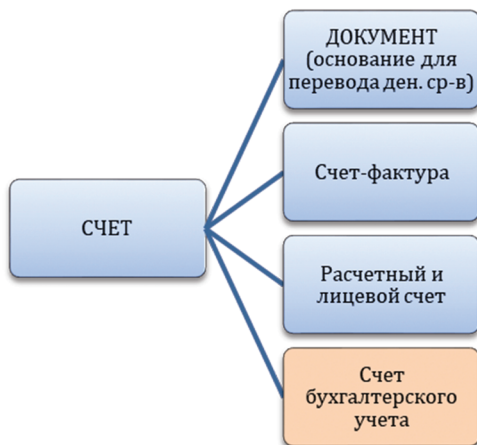 СЧЕТ
ДОКУМЕНТ
(основание для
перевода ден. ср-в)
Счет-фактура
Расчетный и
лицевой счет
Счет
бухгалтерского
учета